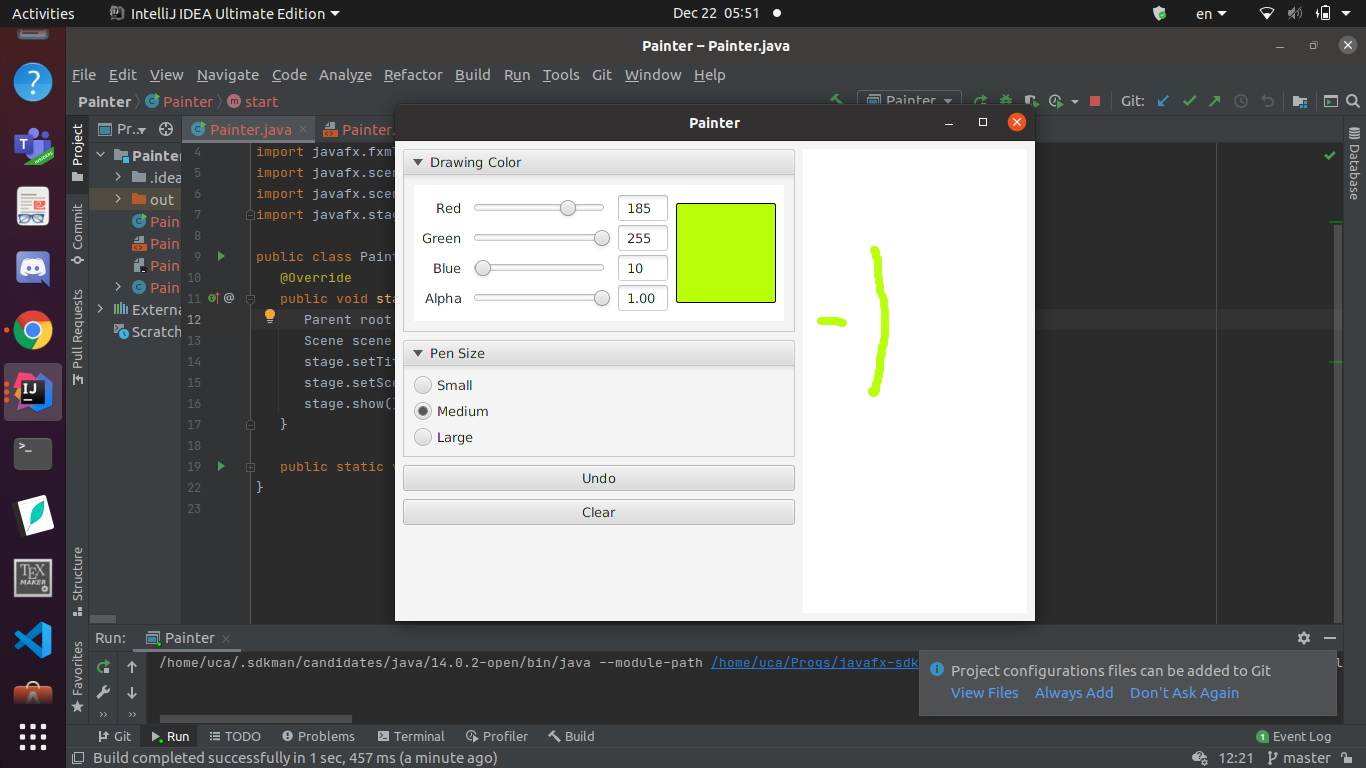 Activities IntelliJ IDEA Ultimate Edition Dec 22 05:51 en
Painter – Painter.java
File Edit View Navigate Code Analyze Refactor Build Run Tools Git Window Help
Painter Painter start Painter Git:
Project
Commit
Pull Requests
Structure
Favorites
Database
Pr... Painter.java Painter.
Painter
.idea
out
Pain
Pain
Pain
Pain
Externa
Scratch
4 import javafx.fxm
5 import javafx.scen
6 import javafx.scen
7 import javafx.stag
8
9 public class Pain
10 @Override
11 public void sta
12 Parent root
13 Scene scene
14 stage.setTit
15 stage.setSce
16 stage.show()
17 }
18
19 public static v
22 }
23
Painter
Drawing Color
Red 185
Green 255
Blue 10
Alpha 1.00
Pen Size
Small
Medium
Large
Undo
Clear
Run: Painter
/home/uca/.sdkman/candidates/java/14.0.2-open/bin/java --module-path /home/uca/Progs/javafx-sdk
Project configurations files can be added to Git
View Files Always Add Don't Ask Again
Git Run TODO Problems Terminal Profiler Build 1 Event Log
Build completed successfully in 1 sec, 457 ms (a minute ago) 12:21 master
TEX
MAKER
IJ